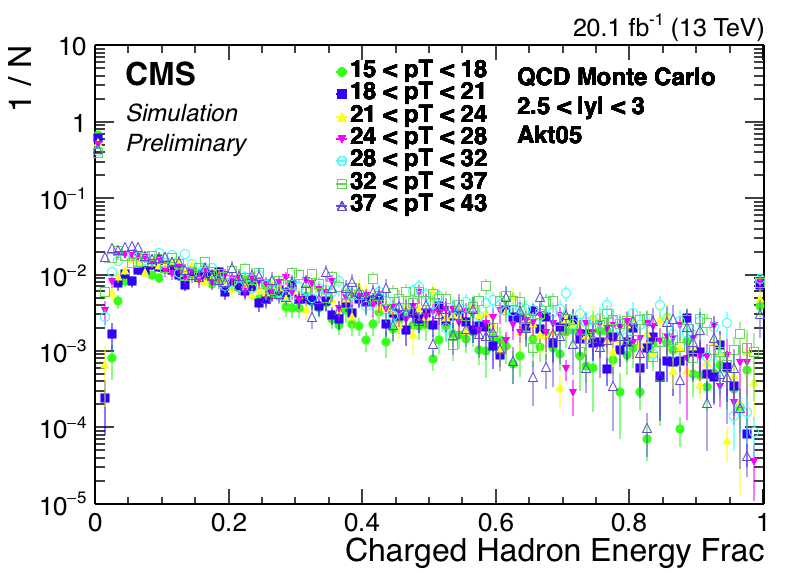 20.1 fb⁻¹ (13 TeV)
1 / N
CMS
Simulation
Preliminary
15 < pT < 18
18 < pT < 21
21 < pT < 24
24 < pT < 28
28 < pT < 32
32 < pT < 37
37 < pT < 43
QCD Monte Carlo
2.5 < lyl < 3
Akt05
10
1
10⁻¹
10⁻²
10⁻³
10⁻⁴
10⁻⁵
0 0.2 0.4 0.6 0.8 1
Charged Hadron Energy Frac